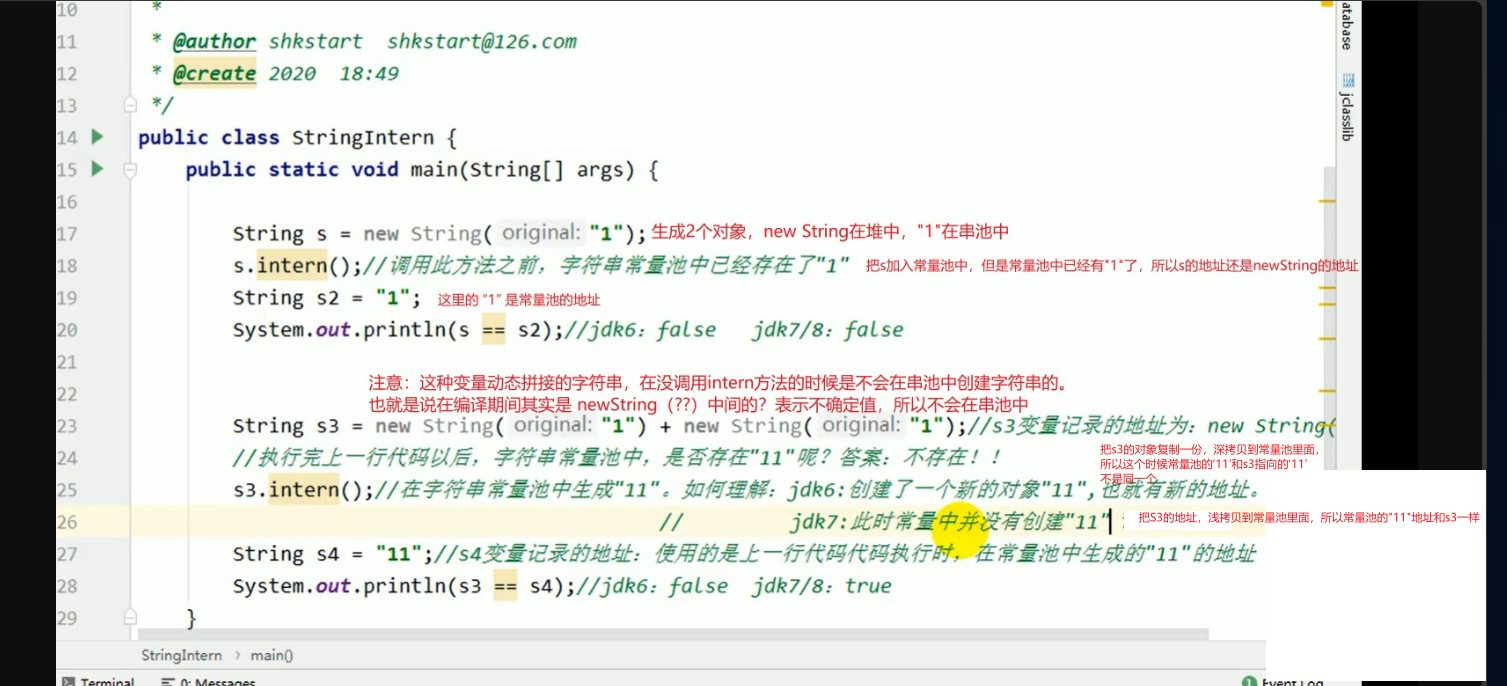 10 *
11 * @author shkstart shkstart@126.com
12 * @create 2020 18:49
13 */
14 public class StringIntern {
15 public static void main(String[] args) {
16
17 String s = new String( original: "1"); 生成2个对象，new String在堆中，"1"在串池中
18 s.intern();//调用此方法之前，字符串常量池中已经存在了"1" 把s加入常量池中，但是常量池中已经有"1"了，所以s的地址还是newString的地址
19 String s2 = "1"; 这里的 "1" 是常量池的地址
20 System.out.println(s == s2);//jdk6：false jdk7/8：false
21
注意：这种变量动态拼接的字符串，在没调用intern方法的时候是不会在串池中创建字符串的。
22
也就是说在编译期间其实是 newString（??）中间的？表示不确定值，所以不会在串池中
23 String s3 = new String( original: "1") + new String( original: "1");//s3变量记录的地址为：new String(
把s3的对象复制一份，深拷贝到常量池里面，
24 //执行完上一行代码以后，字符串常量池中，是否存在"11"呢？答案：不存在！！
所以这个时候常量池的'11'和s3指向的'11'
不是同一个
25 s3.intern();//在字符串常量池中生成"11"。如何理解：jdk6:创建了一个新的对象"11",也就有新的地址。
26 // jdk7:此时常量中并没有创建"11" 把S3的地址，浅拷贝到常量池里面，所以常量池的"11"地址和s3一样
27 String s4 = "11";//s4变量记录的地址：使用的是上一行代码代码执行时，在常量池中生成的"11"的地址
28 System.out.println(s3 == s4);//jdk6：false jdk7/8：true
29 }
StringIntern › main()
Terminal 0: Messages 1 Event Log
atabase
jclasslib